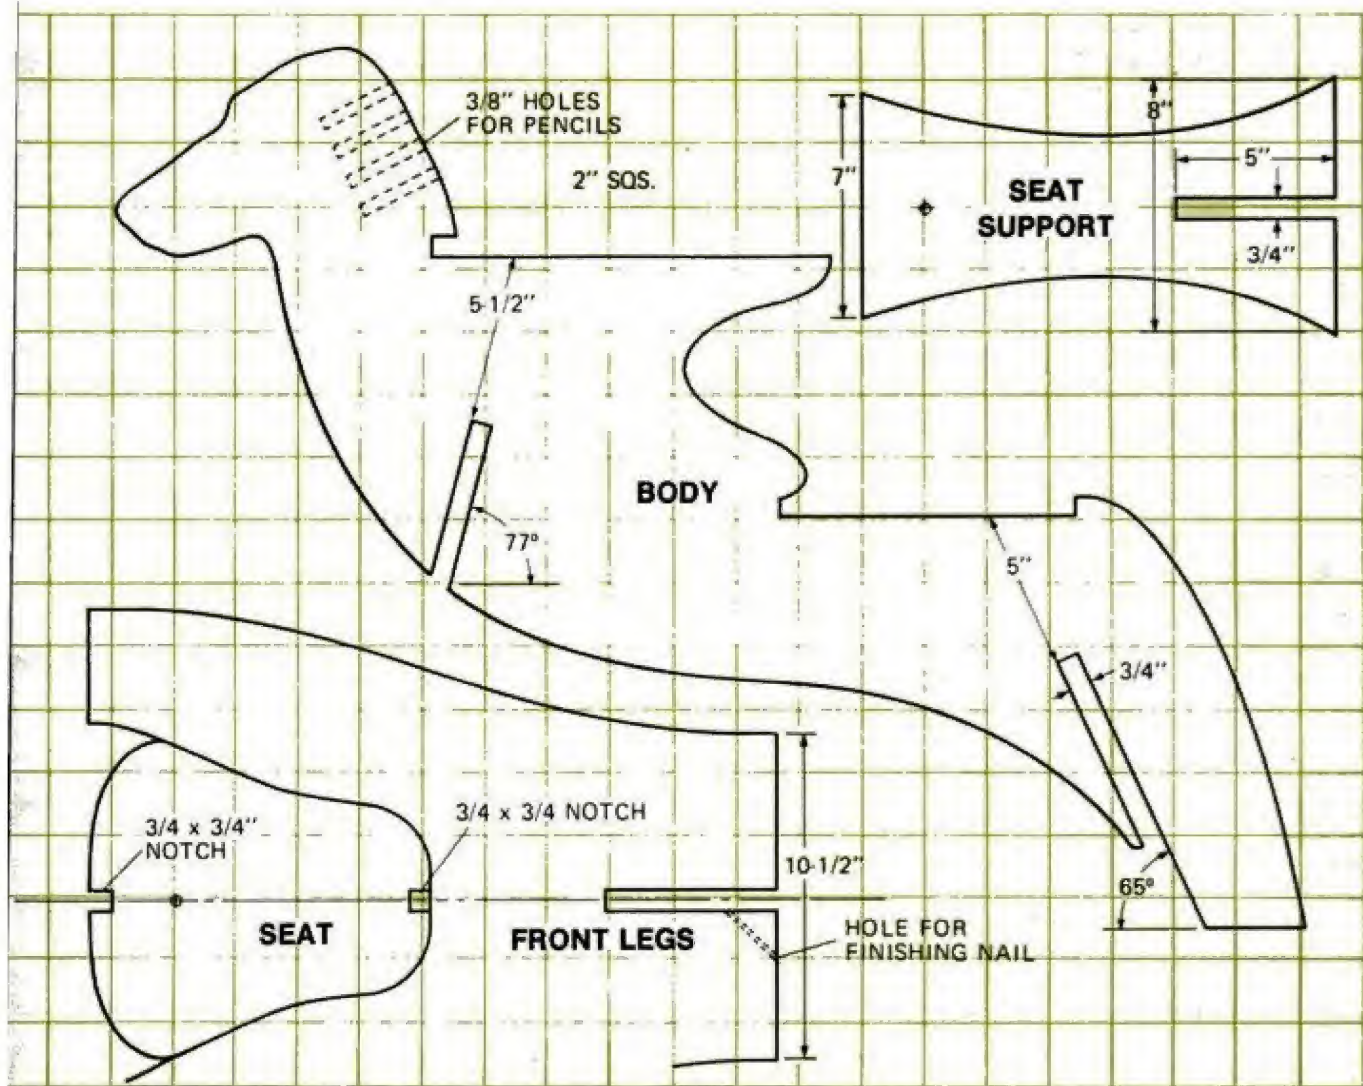 3/8" HOLES
FOR PENCILS
2" SQS.
8"
5"
7"
SEAT
SUPPORT
3/4"
5-1/2"
BODY
77°
5"
3/4"
3/4 x 3/4"
NOTCH
3/4 x 3/4 NOTCH
10-1/2"
65°
SEAT
FRONT LEGS
HOLE FOR
FINISHING NAIL